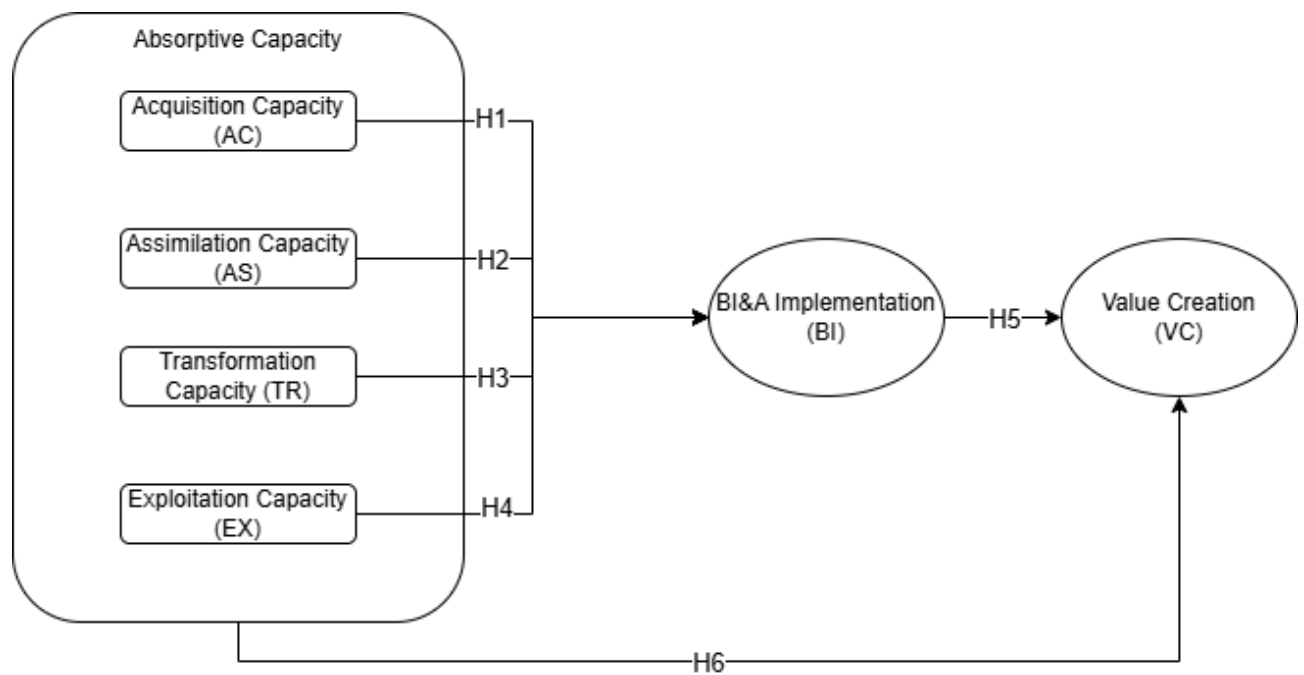 Absorptive Capacity
Acquisition Capacity
(AC)
H1
Assimilation Capacity
(AS)
H2
Transformation
Capacity (TR)
H3
Exploitation Capacity
(EX)
H4
BI&A Implementation
(BI)
H5
Value Creation
(VC)
H6